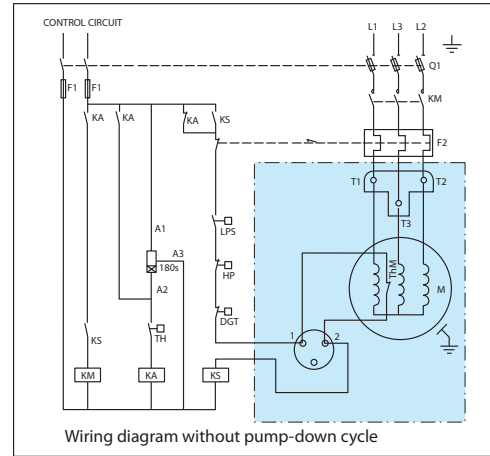 CONTROL CIRCUIT
L1 L3 L2
Q1
F1 F1
KM
KA KA KA KS
F2
T1 T2
T3
A1
LPS
A3
180s
ThM
HP
M
A2
DGT
KS TH
1 2
KM KA KS
Wiring diagram without pump-down cycle